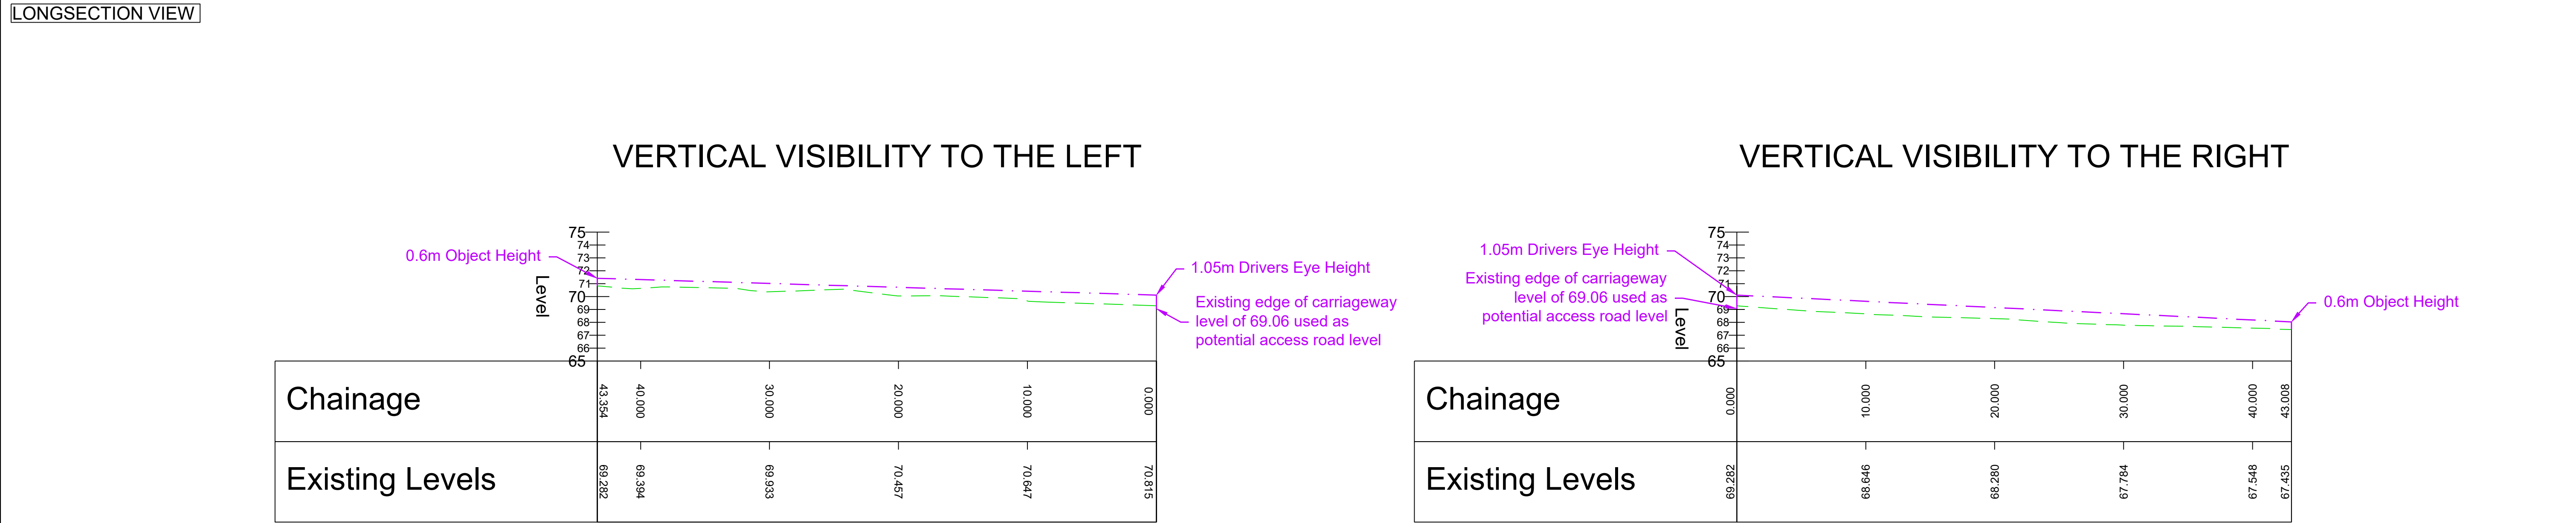 LONGSECTION VIEW
VERTICAL VISIBILITY TO THE LEFT
75
74
73
72
71
70
69
68
67
66
65
Level
0.6m Object Height
1.05m Drivers Eye Height
Existing edge of carriageway
level of 69.06 used as
potential access road level
Chainage
43.354
40.000
30.000
20.000
10.000
0.000
Existing Levels
69.282
69.394
69.933
70.457
70.647
70.815
VERTICAL VISIBILITY TO THE RIGHT
1.05m Drivers Eye Height
Existing edge of carriageway
level of 69.06 used as
potential access road level
75
74
73
72
71
70
69
68
67
66
65
Level
0.6m Object Height
Chainage
0.000
10.000
20.000
30.000
40.000
43.008
Existing Levels
69.282
68.646
68.280
67.784
67.548
67.435